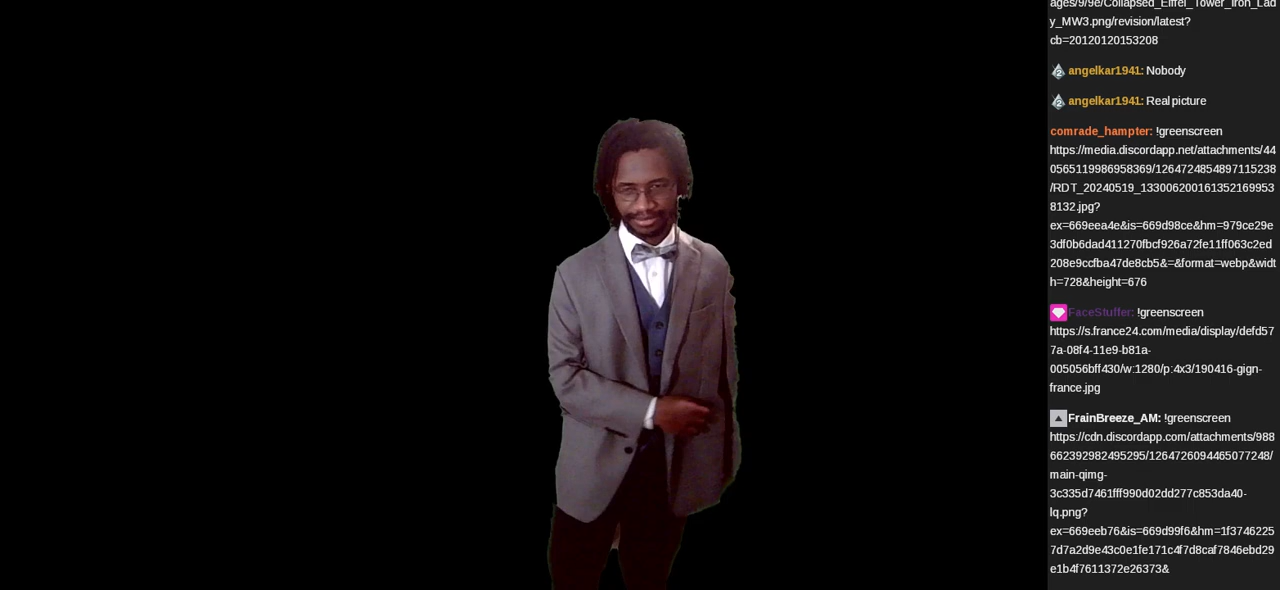 ages/9/9e/Collapsed_Eiffel_Tower_Iron_Lad
y_MW3.png/revision/latest?
cb=20120120153208
angelkar1941: Nobody
angelkar1941: Real picture
comrade_hampter: !greenscreen
https://media.discordapp.net/attachments/44
0565119986958369/1264724854897115238
/RDT_20240519_133006200161352169953
8132.jpg?
ex=669eea4e&is=669d98ce&hm=979ce29e
3df0b6dad411270fbcf926a72fe11ff063c2ed
208e9ccfba47de8cb5&=&format=webp&widt
h=728&height=676
FaceStuffer: !greenscreen
https://s.france24.com/media/display/defd57
7a-08f4-11e9-b81a-
005056bff430/w:1280/p:4x3/190416-gign-
france.jpg
FrainBreeze_AM: !greenscreen
https://cdn.discordapp.com/attachments/988
662392982495295/1264726094465077248/
main-qimg-
3c335d7461fff990d02dd277c853da40-
lq.png?
ex=669eeb76&is=669d99f6&hm=1f3746225
7d7a2d9e43c0e1fe171c4f7d8caf7846ebd29
e1b4f7611372e26373&